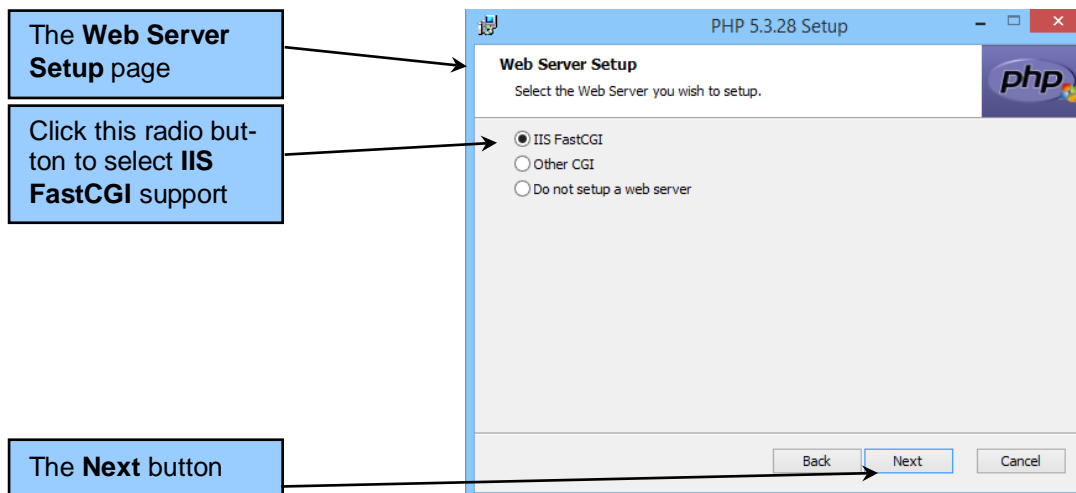 The Web Server
Setup page
Click this radio but-
ton to select IIS
FastCGI support
The Next button
PHP 5.3.28 Setup
Web Server Setup
Select the Web Server you wish to setup.
php
IIS FastCGI
Other CGI
Do not setup a web server
Back Next Cancel